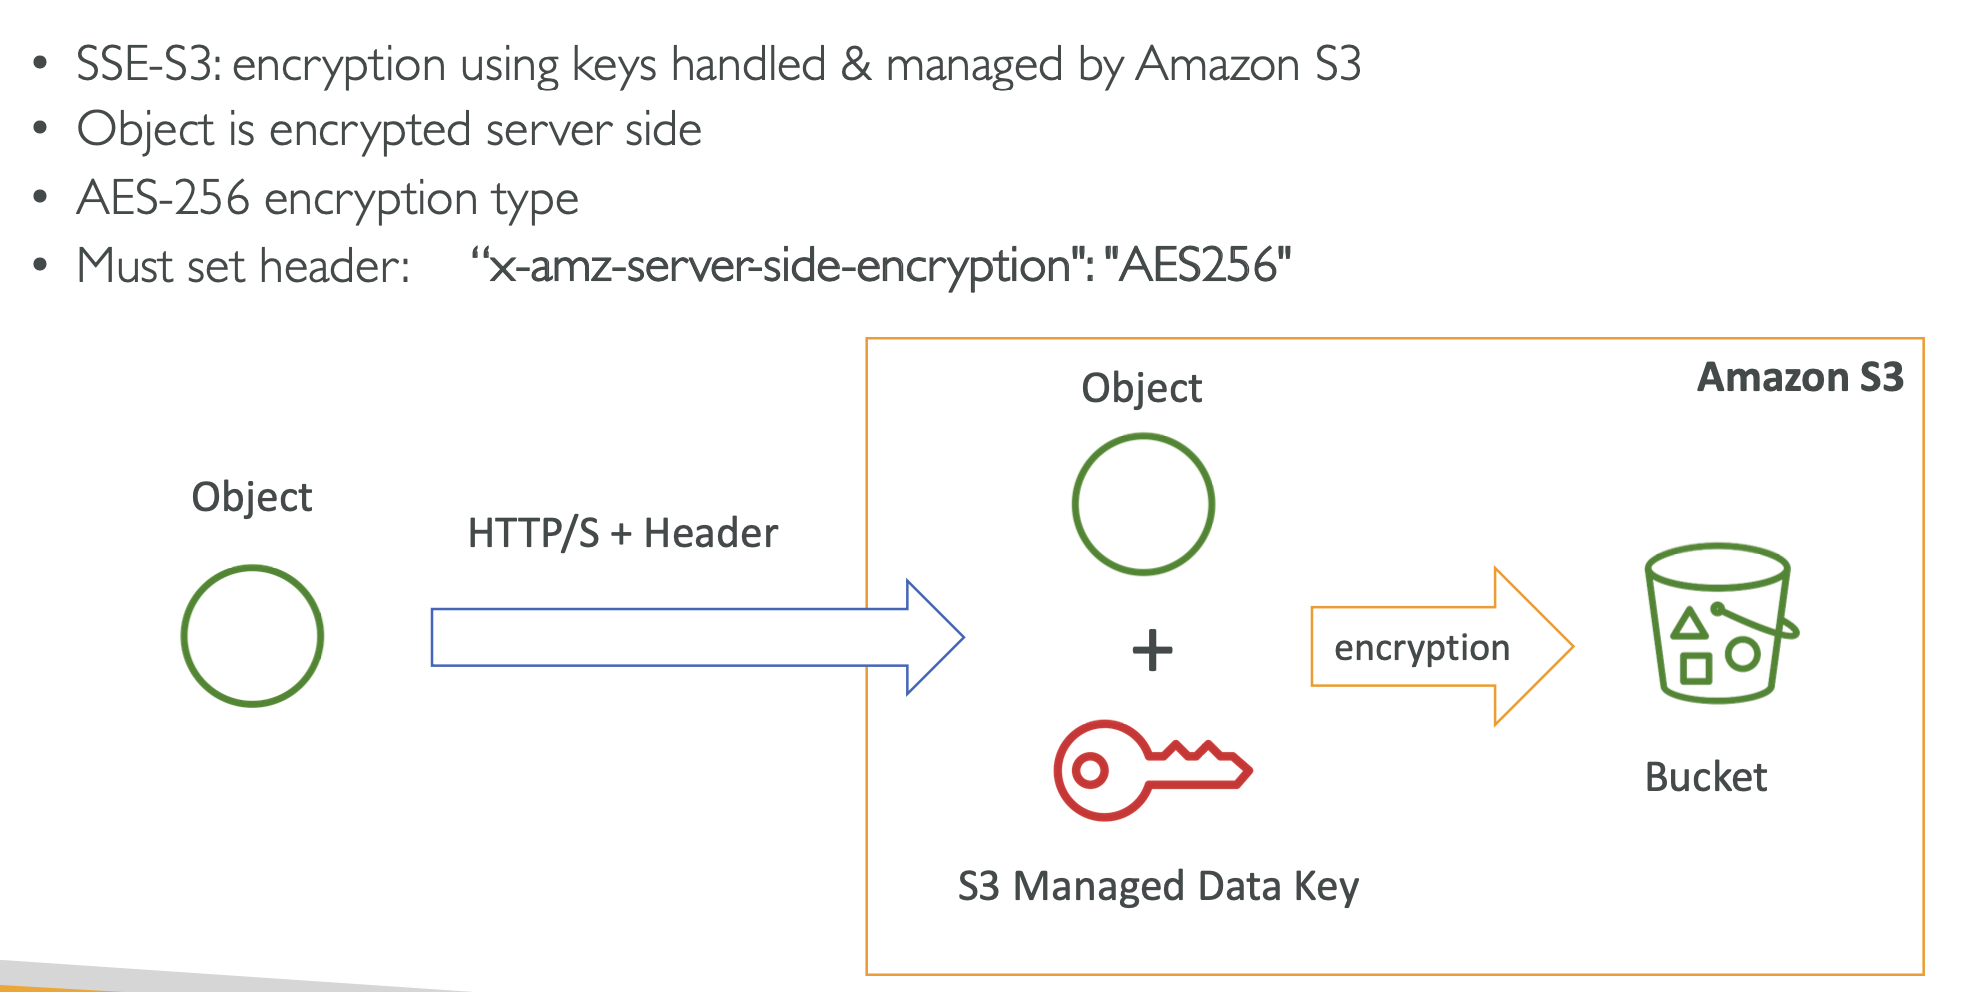 • SSE-S3: encryption using keys handled & managed by Amazon S3
• Object is encrypted server side
• AES-256 encryption type
• Must set header: “x-amz-server-side-encryption": "AES256"
Amazon S3
Object
Object
HTTP/S + Header
+
encryption
Bucket
S3 Managed Data Key